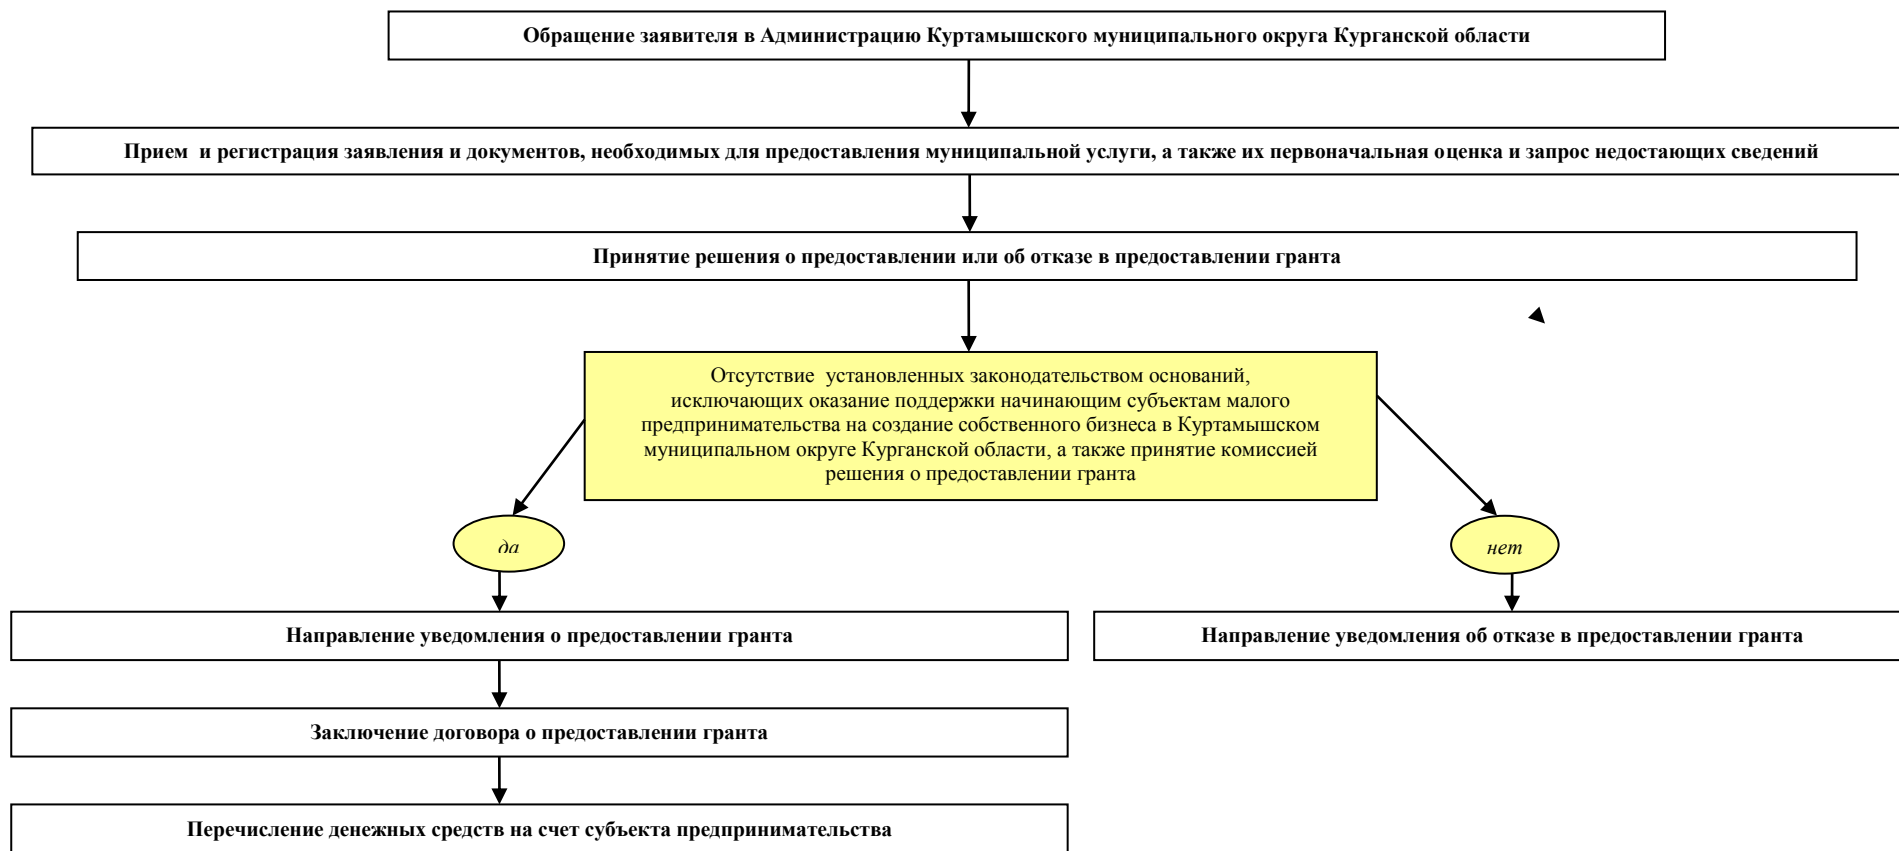 Обращение заявителя в Администрацию Куртамышского муниципального округа Курганской области
Прием  и регистрация заявления и документов, необходимых для предоставления муниципальной услуги, а также их первоначальная оценка и запрос недостающих сведений
Принятие решения о предоставлении или об отказе в предоставлении гранта
Отсутствие  установленных законодательством оснований,
исключающих оказание поддержки начинающим субъектам малого
предпринимательства на создание собственного бизнеса в Куртамышском
муниципальном округе Курганской области, а также принятие комиссией
решения о предоставлении гранта
да
нет
Направление уведомления о предоставлении гранта
Направление уведомления об отказе в предоставлении гранта
Заключение договора о предоставлении гранта
Перечисление денежных средств на счет субъекта предпринимательства